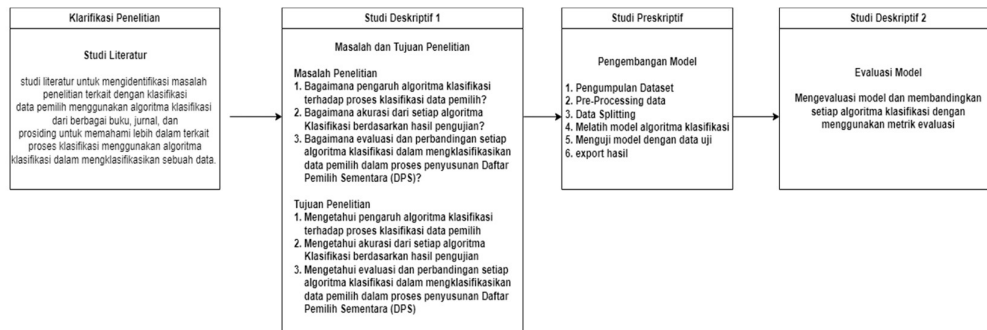 Klarifikasi Penelitian
Studi Literatur
studi literatur untuk mengidentifikasi masalah
penelitian terkait dengan klasifikasi
data pemilih menggunakan algoritma klasifikasi
dari berbagai buku, jurnal, dan
prosiding untuk memahami lebih dalam terkait
proses klasifikasi menggunakan algoritma
klasifikasi dalam mengklasifikasikan sebuah data.
Studi Deskriptif 1
Masalah dan Tujuan Penelitian
Masalah Penelitian
1. Bagaimana pengaruh algoritma klasifikasi
terhadap proses klasifikasi data pemilih?
2. Bagaimana akurasi dari setiap algoritma
Klasifikasi berdasarkan hasil pengujian?
3. Bagaimana evaluasi dan perbandingan setiap
algoritma klasifikasi dalam mengklasifikasikan
data pemilih dalam proses penyusunan Daftar
Pemilih Sementara (DPS)?
Tujuan Penelitian
1. Mengetahui pengaruh algoritma klasifikasi
terhadap proses klasifikasi data pemilih
2. Mengetahui akurasi dari setiap algoritma
Klasifikasi berdasarkan hasil pengujian
3. Mengetahui evaluasi dan perbandingan setiap
algoritma klasifikasi dalam mengklasifikasikan
data pemilih dalam proses penyusunan Daftar
Pemilih Sementara (DPS)
Studi Preskriptif
Pengembangan Model
1. Pengumpulan Dataset
2. Pre-Processing data
3. Data Splitting
4. Melatih model algoritma klasifikasi
5. Menguji model dengan data uji
6. export hasil
Studi Deskriptif 2
Evaluasi Model
Mengevaluasi model dan membandingkan
setiap algoritma klasifikasi dengan
menggunakan metrik evaluasi